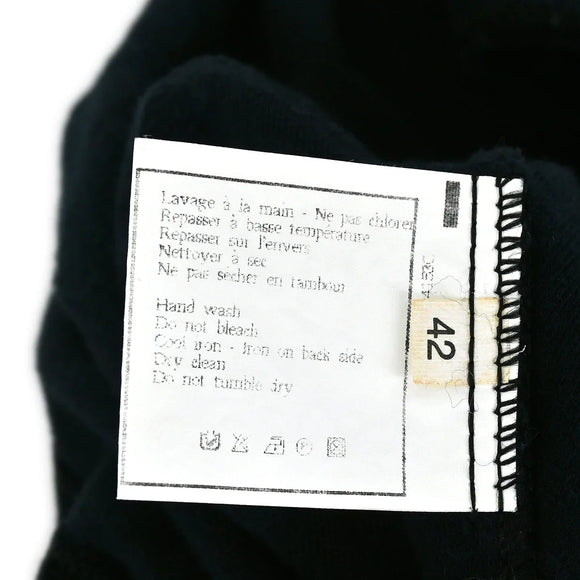 Lavage à la main - Ne pas chlorer
Repasser à basse température
Repasser sur l'envers
Nettoyer à sec
Ne pas sécher en tambour
Hand wash
Do not bleach
Cool iron - Iron on back side
Dry clean
Do not tumble dry
42